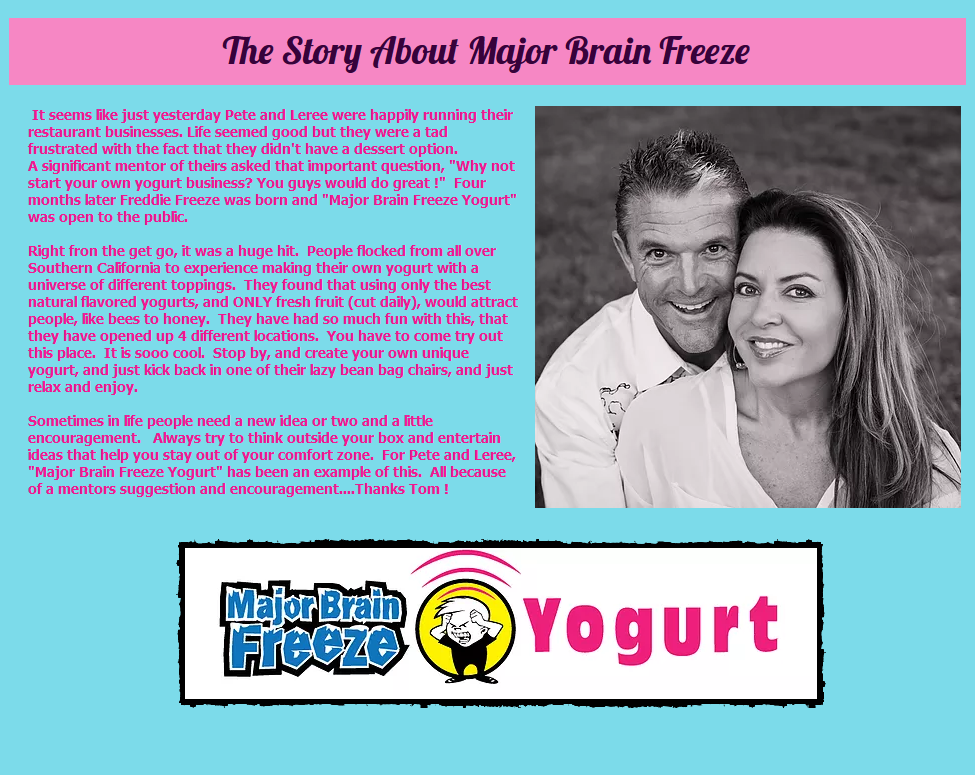 The Story About Major Brain Freeze
It seems like just yesterday Pete and Leree were happily running their
restaurant businesses. Life seemed good but they were a tad
frustrated with the fact that they didn't have a dessert option.
A significant mentor of theirs asked that important question, "Why not
start your own yogurt business? You guys would do great !"  Four
months later Freddie Freeze was born and "Major Brain Freeze Yogurt"
was open to the public.
Right fron the get go, it was a huge hit.  People flocked from all over
Southern California to experience making their own yogurt with a
universe of different toppings.  They found that using only the best
natural flavored yogurts, and ONLY fresh fruit (cut daily), would attract
people, like bees to honey.  They have had so much fun with this, that
they have opened up 4 different locations.  You have to come try out
this place.  It is sooo cool.  Stop by, and create your own unique
yogurt, and just kick back in one of their lazy bean bag chairs, and just
relax and enjoy.
Sometimes in life people need a new idea or two and a little
encouragement.   Always try to think outside your box and entertain
ideas that help you stay out of your comfort zone.  For Pete and Leree,
"Major Brain Freeze Yogurt" has been an example of this.  All because
of a mentors suggestion and encouragement....Thanks Tom !
Major Brain
Freeze
Yogurt